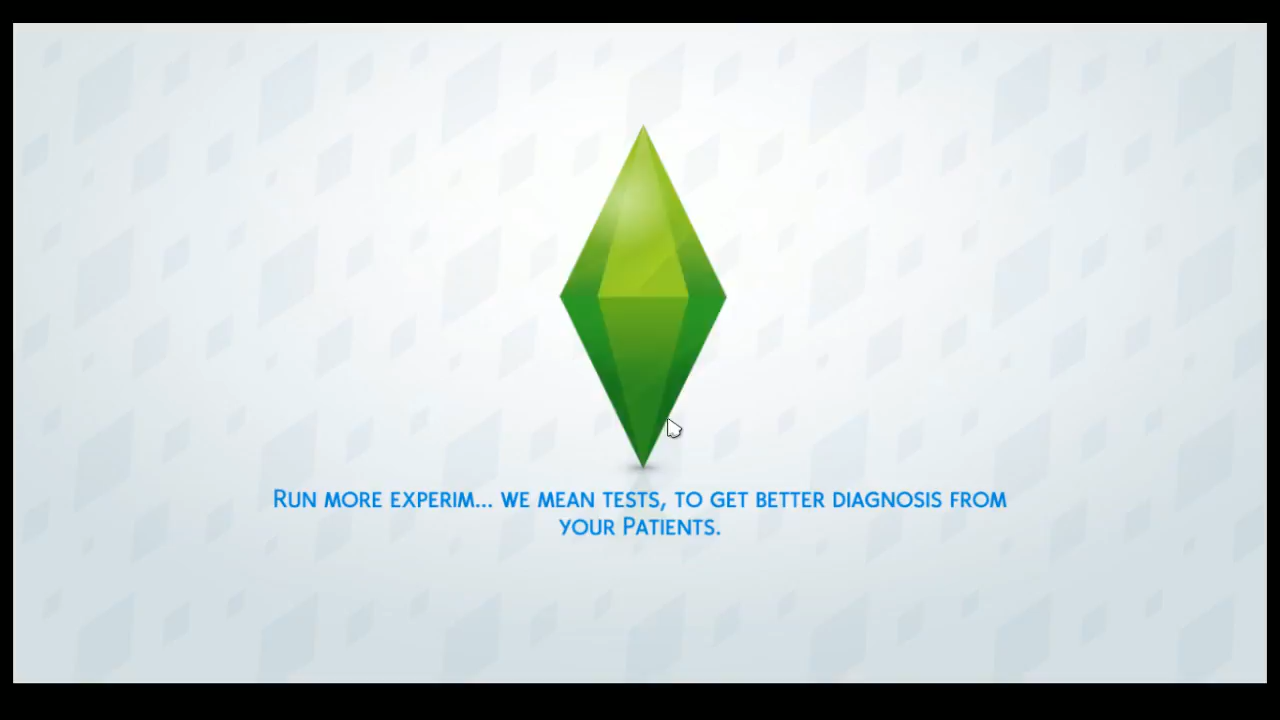 Run more experim... we mean tests, to get better diagnosis from
your Patients.